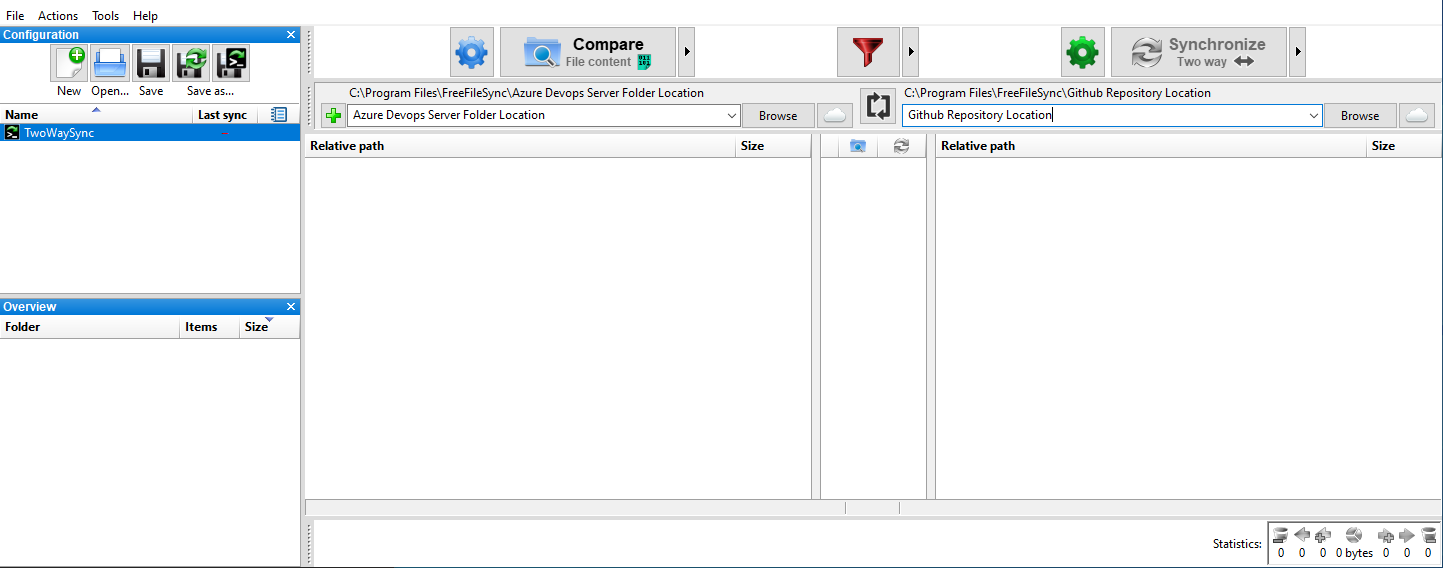 File Actions Tools Help
Configuration
New Open... Save Save as...
Name Last sync
TwoWaySync -
Overview
Folder Items Size
Compare
File content
Synchronize
Two way
C:\Program Files\FreeFileSync\Azure Devops Server Folder Location
Azure Devops Server Folder Location Browse
C:\Program Files\FreeFileSync\Github Repository Location
Github Repository Location Browse
Relative path Size
Relative path Size
Statistics: 0 0 0 0 bytes 0 0 0